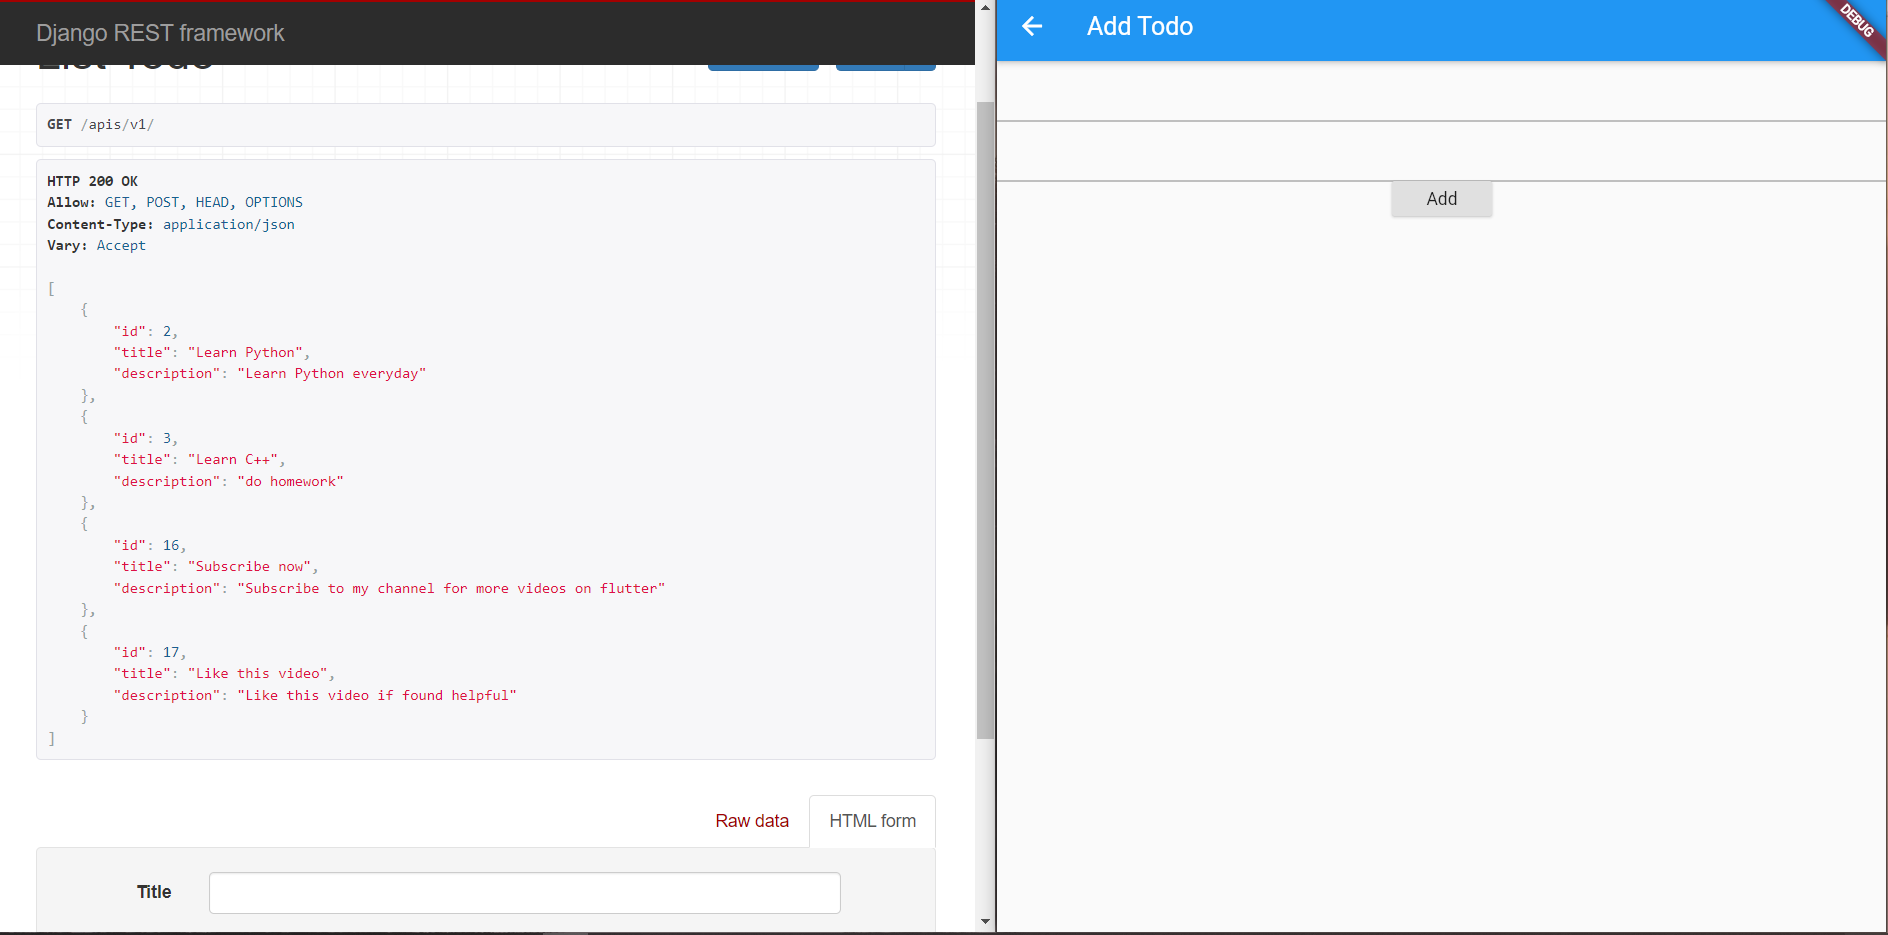 Django REST framework
List Todo
GET /apis/v1/
HTTP 200 OK
Allow: GET, POST, HEAD, OPTIONS
Content-Type: application/json
Vary: Accept
[
{
"id": 2,
"title": "Learn Python",
"description": "Learn Python everyday"
},
{
"id": 3,
"title": "Learn C++",
"description": "do homework"
},
{
"id": 16,
"title": "Subscribe now",
"description": "Subscribe to my channel for more videos on flutter"
},
{
"id": 17,
"title": "Like this video",
"description": "Like this video if found helpful"
}
]
Raw data
HTML form
Title
Add Todo
DEBUG
Add